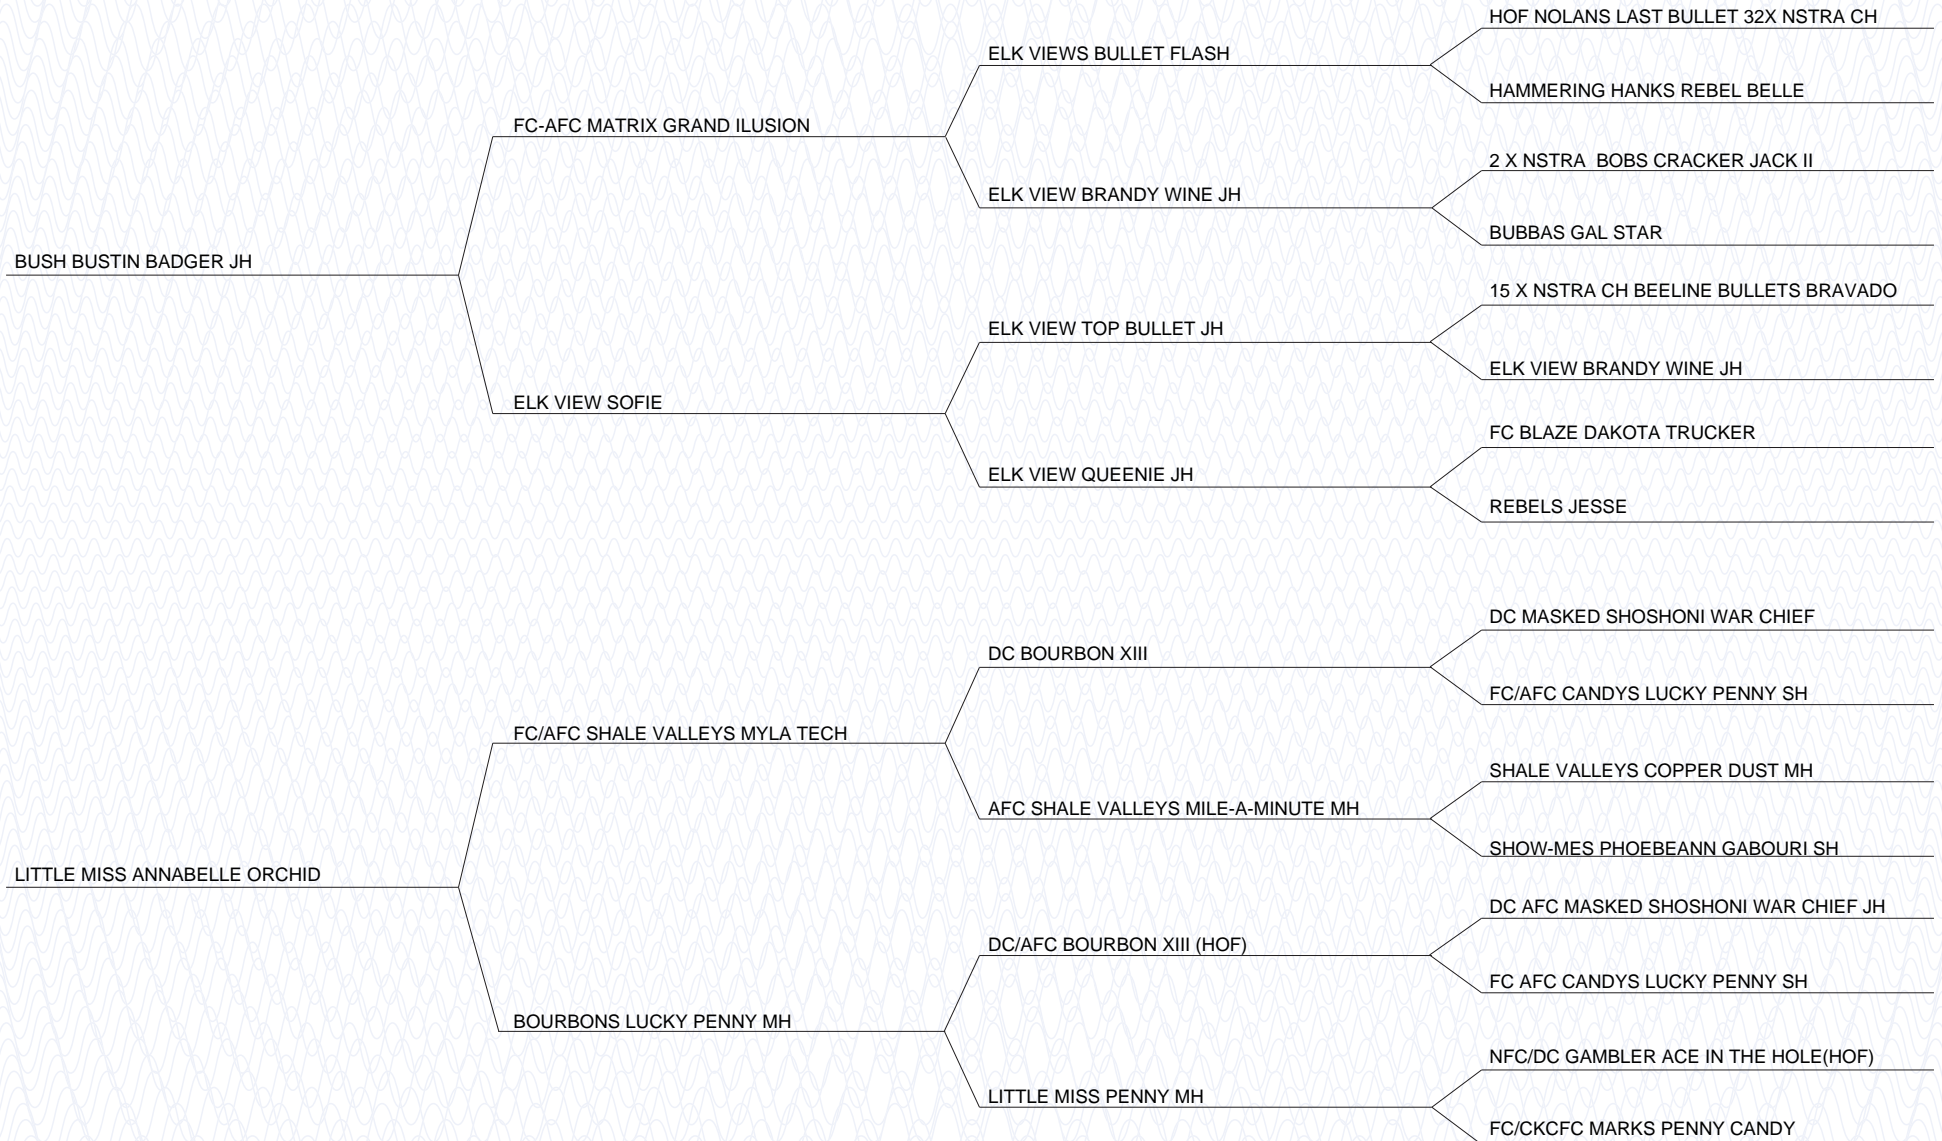 HOF NOLANS LAST BULLET 32X NSTRA CH
ELK VIEWS BULLET FLASH
HAMMERING HANKS REBEL BELLE
FC-AFC MATRIX GRAND ILUSION
2 X NSTRA  BOBS CRACKER JACK II
ELK VIEW BRANDY WINE JH
BUBBAS GAL STAR
BUSH BUSTIN BADGER JH
15 X NSTRA CH BEELINE BULLETS BRAVADO
ELK VIEW TOP BULLET JH
ELK VIEW BRANDY WINE JH
ELK VIEW SOFIE
FC BLAZE DAKOTA TRUCKER
ELK VIEW QUEENIE JH
REBELS JESSE
DC MASKED SHOSHONI WAR CHIEF
DC BOURBON XIII
FC/AFC CANDYS LUCKY PENNY SH
FC/AFC SHALE VALLEYS MYLA TECH
SHALE VALLEYS COPPER DUST MH
AFC SHALE VALLEYS MILE-A-MINUTE MH
SHOW-MES PHOEBEANN GABOURI SH
LITTLE MISS ANNABELLE ORCHID
DC AFC MASKED SHOSHONI WAR CHIEF JH
DC/AFC BOURBON XIII (HOF)
FC AFC CANDYS LUCKY PENNY SH
BOURBONS LUCKY PENNY MH
NFC/DC GAMBLER ACE IN THE HOLE(HOF)
LITTLE MISS PENNY MH
FC/CKCFC MARKS PENNY CANDY